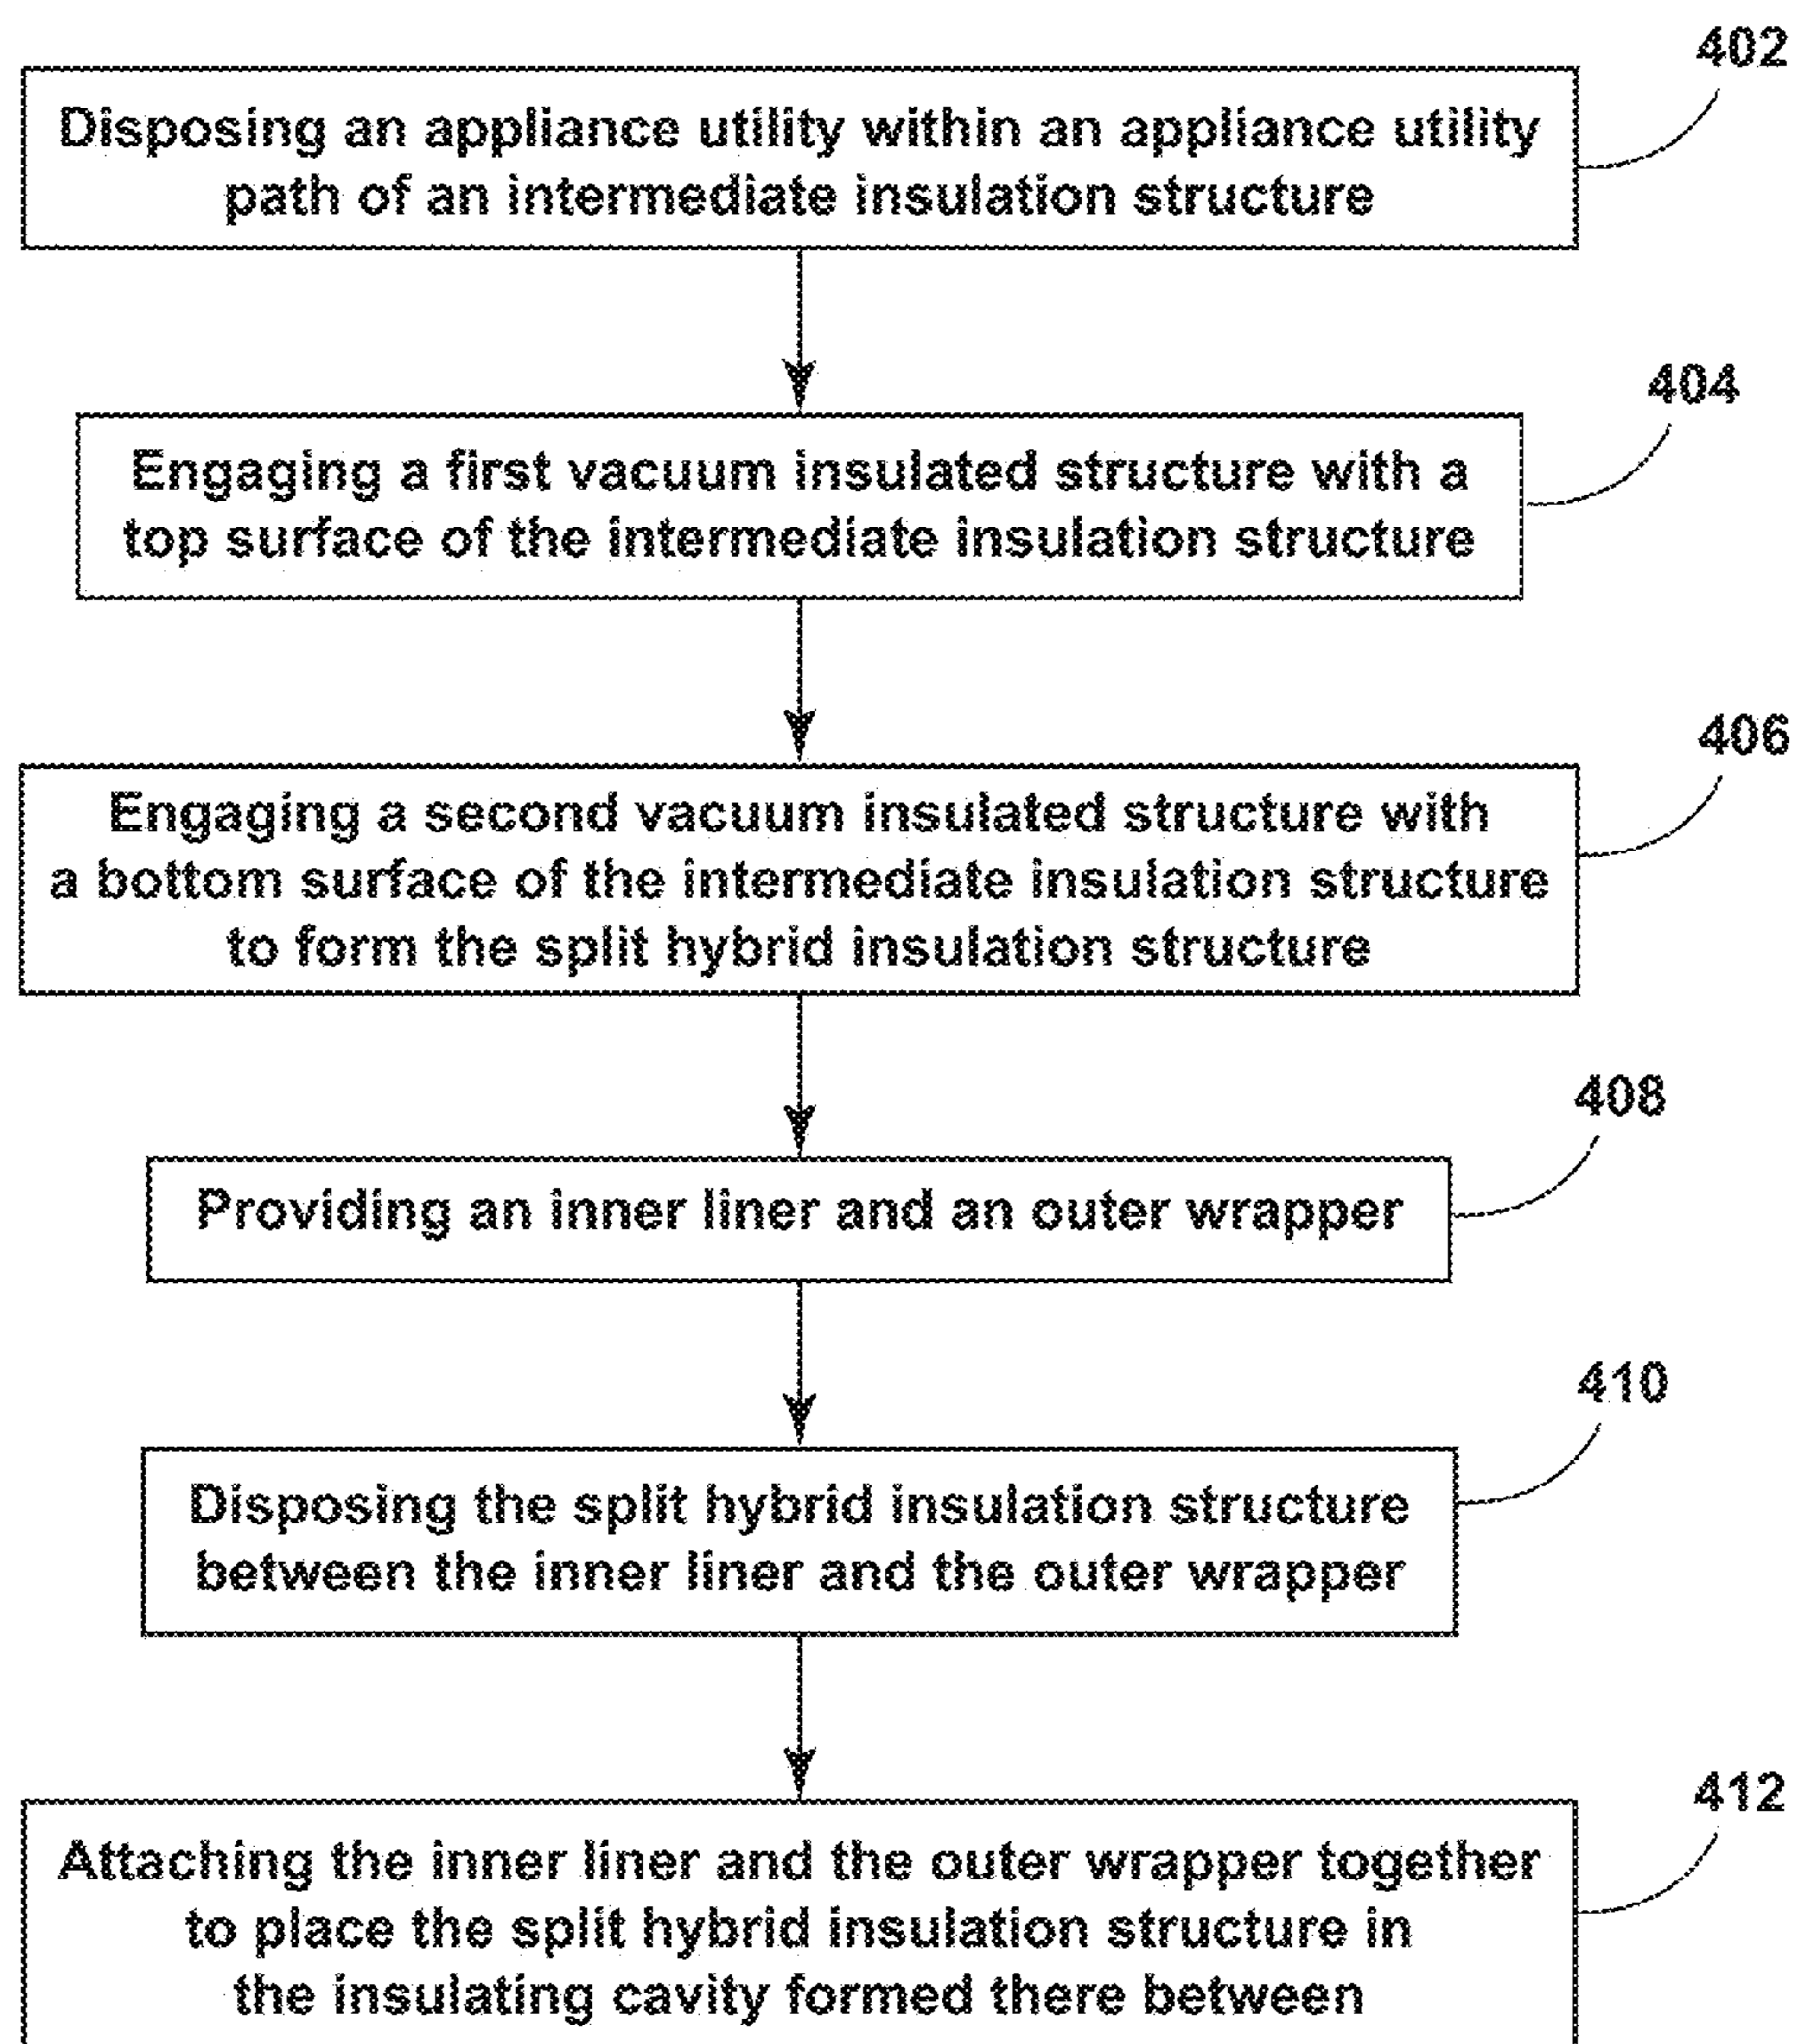 402
Disposing an appliance utility within an appliance utility
path of an intermediate insulation structure
404
Engaging a first vacuum insulated structure with a
top surface of the intermediate insulation structure
406
Engaging a second vacuum insulated structure with
a bottom surface of the intermediate insulation structure
to form the split hybrid insulation structure
408
Providing an inner liner and an outer wrapper
410
Disposing the split hybrid insulation structure
between the inner liner and the outer wrapper
412
Attaching the inner liner and the outer wrapper together
to place the split hybrid insulation structure in
the insulating cavity formed there between